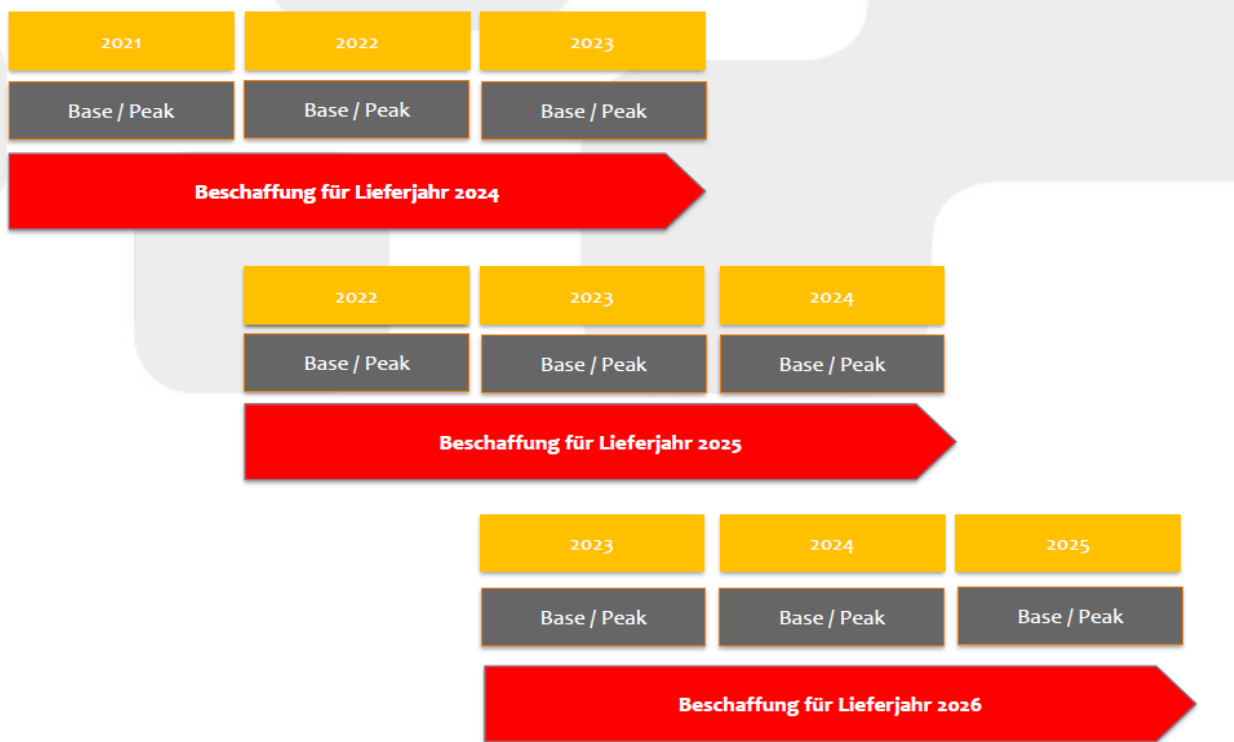 2021 2022 2023
Base / Peak Base / Peak Base / Peak
Beschaffung für Lieferjahr 2024
2022 2023 2024
Base / Peak Base / Peak Base / Peak
Beschaffung für Lieferjahr 2025
2023 2024 2025
Base / Peak Base / Peak Base / Peak
Beschaffung für Lieferjahr 2026